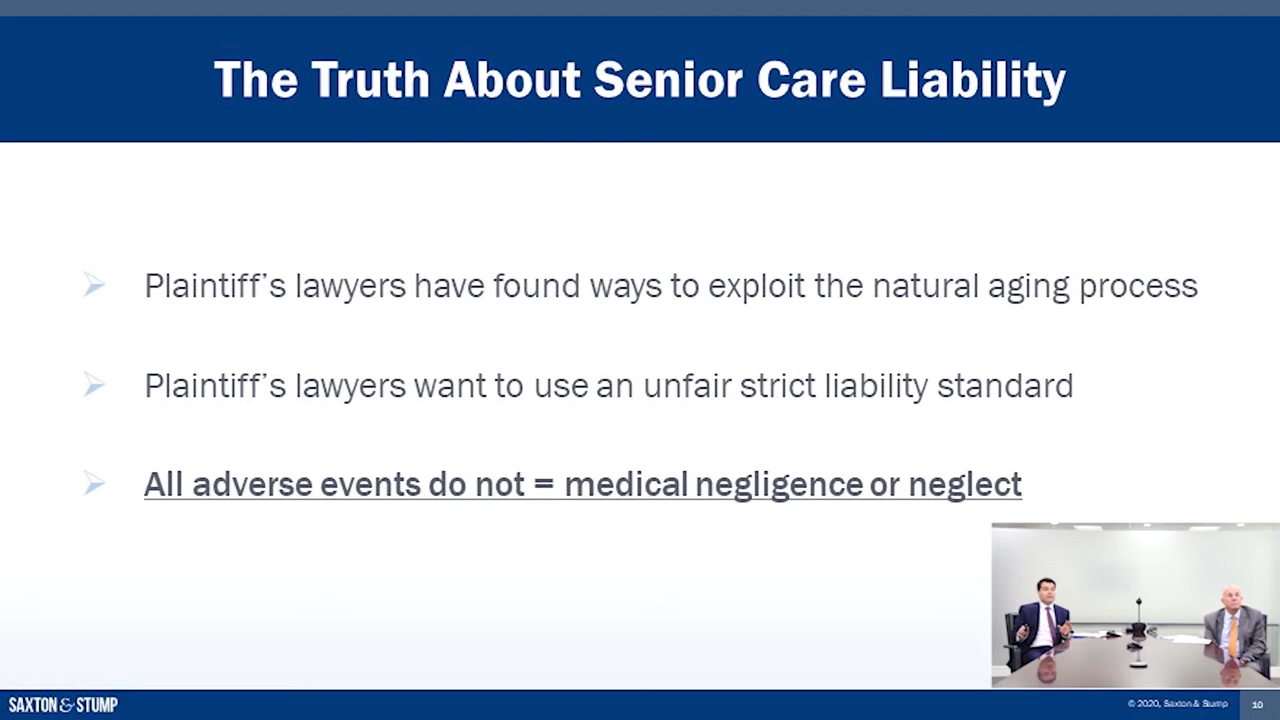 The Truth About Senior Care Liability
Plaintiff's lawyers have found ways to exploit the natural aging process
Plaintiff's lawyers want to use an unfair strict liability standard
All adverse events do not = medical negligence or neglect
SAXTON & STUMP
© 2020, Saxton & Stump
10